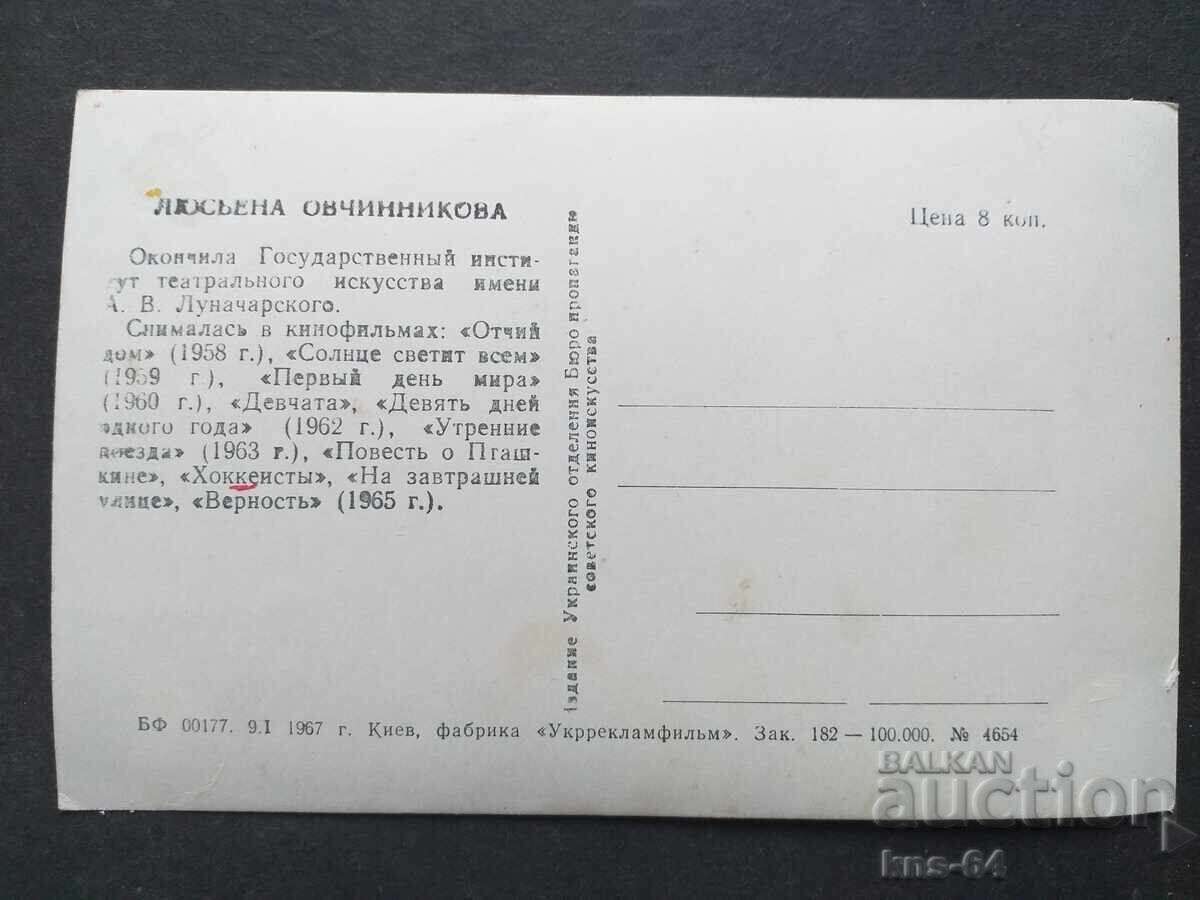 ЛЮСЬЕНА ОВЧИННИКОВА
Окончила Государственный инсти-
тут театрального искусства имени
А. В. Луначарского.
Снималась в кинофильмах: «Отчий
дом» (1958 г.), «Солнце светит всем»
(1959 г.), «Первый день мира»
(1960 г.), «Девчата», «Девять дней
одного года» (1962 г.), «Утренние
поезда» (1963 г.), «Повесть о Пташ-
кине», «Хоккеисты», «На завтрашней
улице», «Верность» (1965 г.).
Издание Украинского отделения Бюро пропаганды
советского киноискусства
Цена 8 коп.
БФ 00177. 9.I 1967 г. Киев, фабрика «Укррекламфильм». Зак. 182 — 100.000. № 4654
BALKAN
auction
kns-64